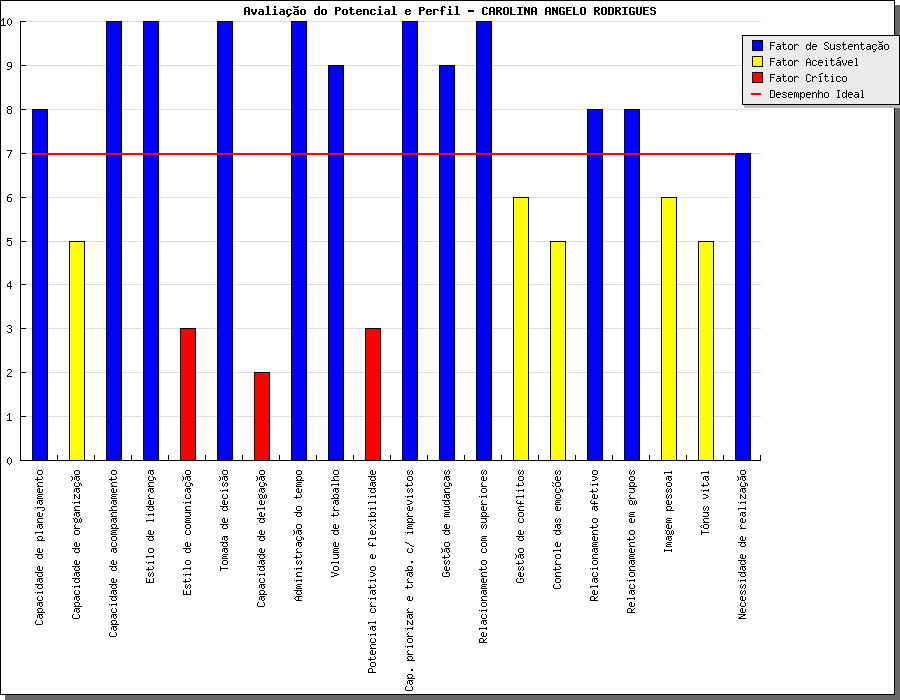 Avaliação do Potencial e Perfil - CAROLINA ANGELO RODRIGUES
Fator de Sustentação
Fator Aceitável
Fator Crítico
Desempenho Ideal
10
9
8
7
6
5
4
3
2
1
0
Capacidade de planejamento
Capacidade de organização
Capacidade de acompanhamento
Estilo de liderança
Estilo de comunicação
Tomada de decisão
Capacidade de delegação
Administração do tempo
Volume de trabalho
Potencial criativo e flexibilidade
Cap. priorizar e trab. c/ imprevistos
Gestão de mudanças
Relacionamento com superiores
Gestão de conflitos
Controle das emoções
Relacionamento afetivo
Relacionamento em grupos
Imagem pessoal
Tônus vital
Necessidade de realização